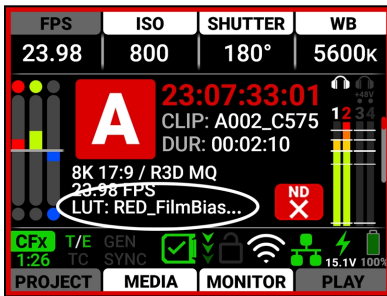 FPS ISO SHUTTER WB
23.98 800 180° 5600K
A
23:07:33:01
CLIP: A002_C575
DUR: 00:02:10
+48V
1 2 3 4
8K 17:9 / R3D MQ
23.98 FPS
LUT: RED_FilmBias...
ND
CFx T/E GEN
1:26 TC SYNC
15.1V 100%
PROJECT MEDIA MONITOR PLAY